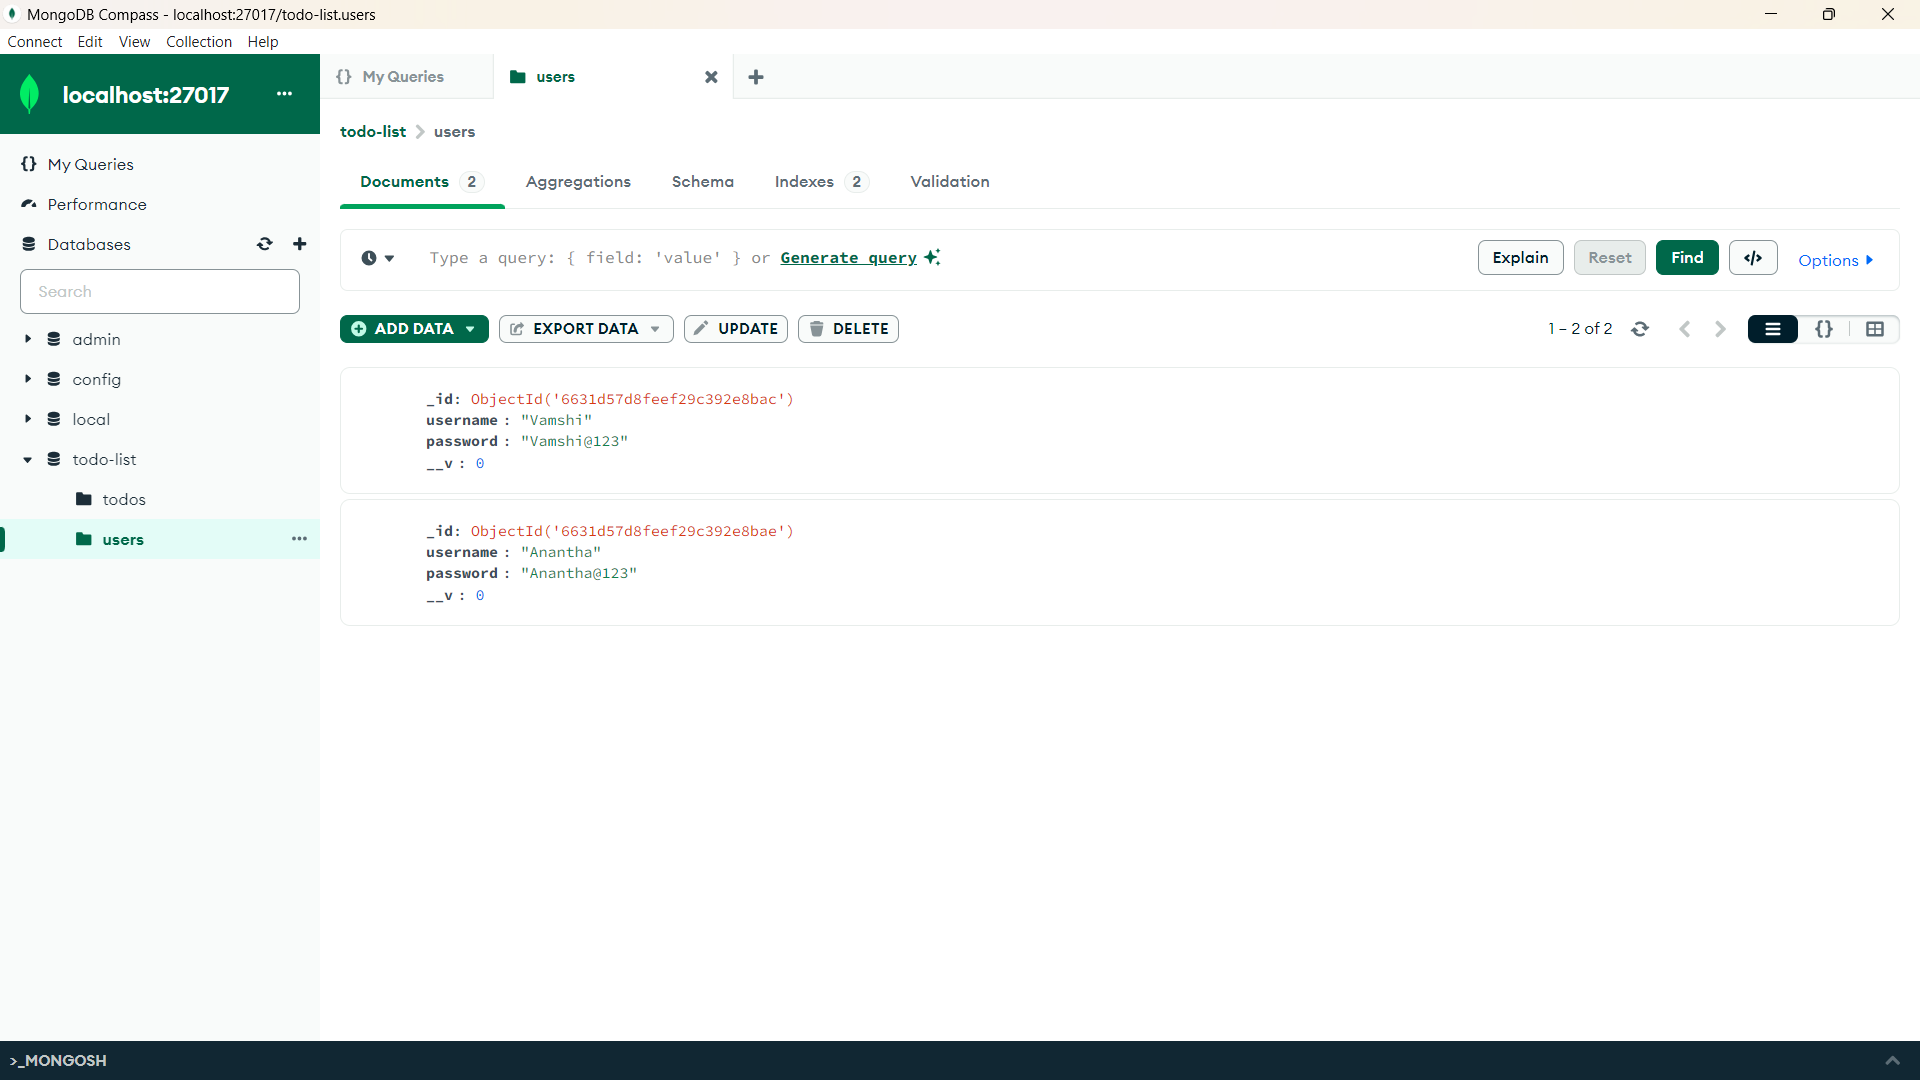 MongoDB Compass - localhost:27017/todo-list.users
Connect Edit View Collection Help
localhost:27017
{} My Queries
users
My Queries
Performance
Databases
Search
admin
config
local
todo-list
todos
users
todo-list > users
Documents 2 Aggregations Schema Indexes 2 Validation
Type a query: { field: 'value' } or Generate query
Explain Reset Find </> Options
ADD DATA EXPORT DATA UPDATE DELETE
1 – 2 of 2
_id: ObjectId('6631d57d8feef29c392e8bac')
username : "Vamshi"
password : "Vamshi@123"
__v : 0
_id: ObjectId('6631d57d8feef29c392e8bae')
username : "Anantha"
password : "Anantha@123"
__v : 0
>_MONGOSH